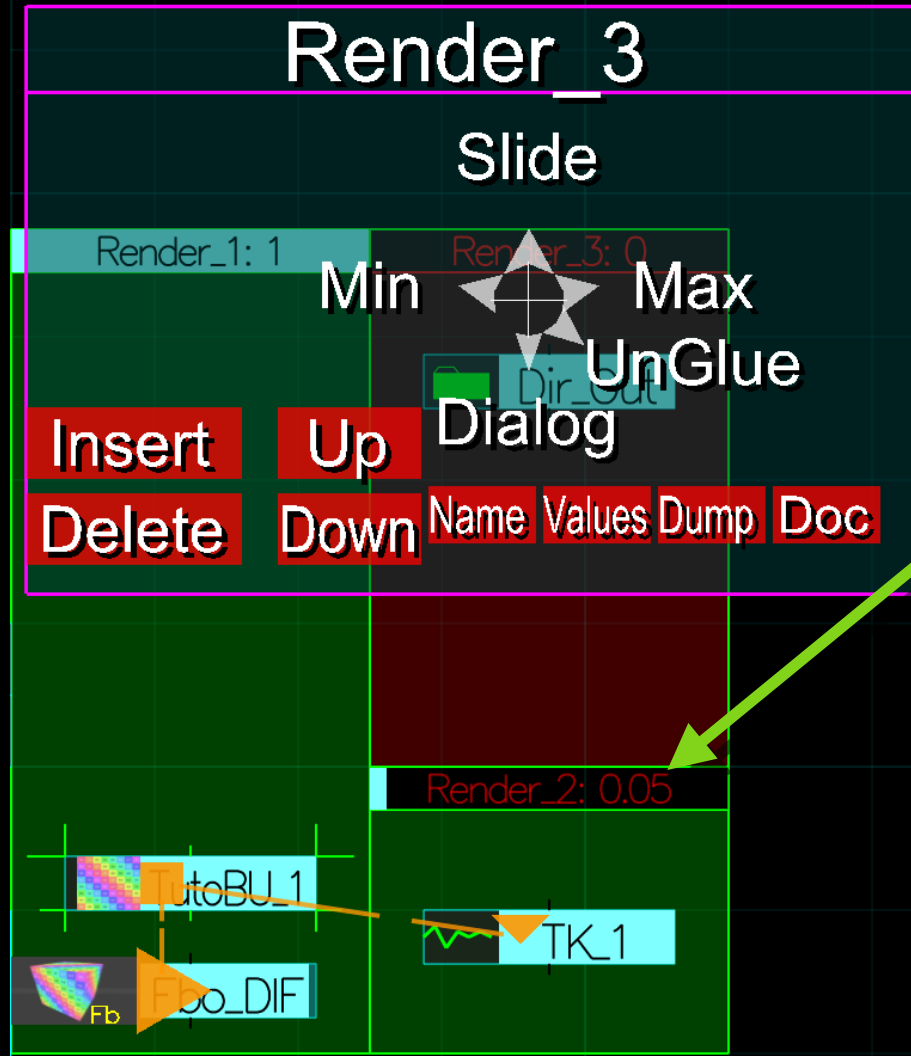 Render_3
Slide
Render_1: 1
Render_3: 0
Min
Max
UnGlue
Dir_Out
Dialog
Insert
Up
Delete
Down
Name
Values
Dump
Doc
Render_2: 0.05
TutoBU_1
TK_1
Fb
Fbo_DIF